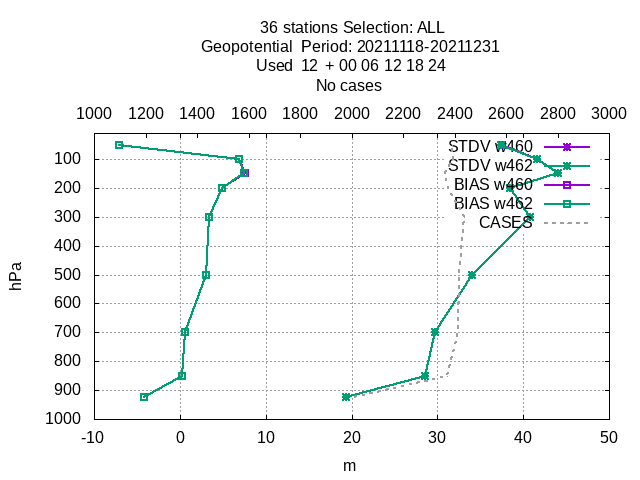 36 stations Selection: ALL
Geopotential  Period: 20211118-20211231
Used  12  + 00 06 12 18 24
No cases
1000 1200 1400 1600 1800 2000 2200 2400 2600 2800 3000
STDV w460
STDV w462
BIAS w460
BIAS w462
CASES
100
200
300
400
500
600
700
800
900
1000
hPa
-10 0 10 20 30 40 50
m